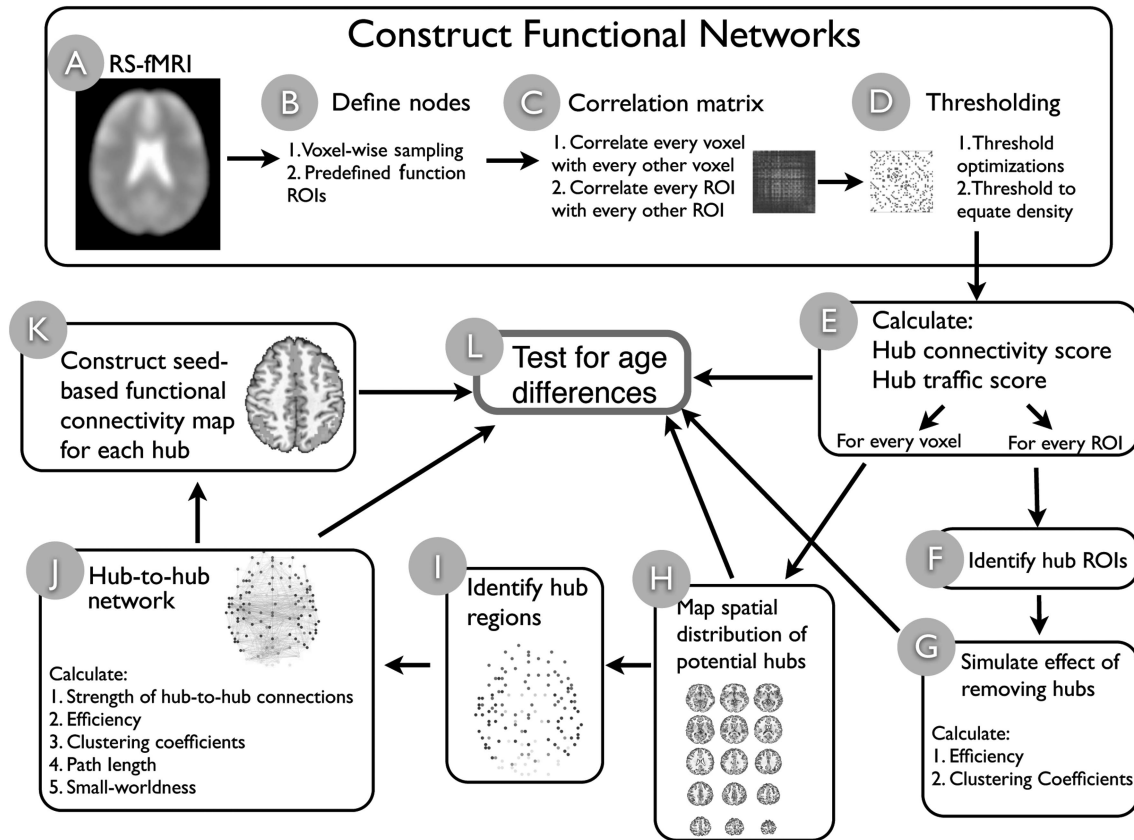 Construct Functional Networks
A
RS-fMRI
B
Define nodes
1.Voxel-wise sampling
2. Predefined function
ROIs
C
Correlation matrix
1. Correlate every voxel
with every other voxel
2. Correlate every ROI
with every other ROI
D
Thresholding
1.Threshold
optimizations
2.Threshold to
equate density
E
Calculate:
Hub connectivity score
Hub traffic score
For every voxel
For every ROI
F
Identify hub ROIs
G
Simulate effect of
removing hubs
Calculate:
1. Efficiency
2. Clustering Coefficients
H
Map spatial
distribution of
potential hubs
I
Identify hub
regions
J
Hub-to-hub
network
Calculate:
1. Strength of hub-to-hub connections
2. Efficiency
3. Clustering coefficients
4. Path length
5. Small-worldness
K
Construct seed-
based functional
connectivity map
for each hub
L
Test for age
differences